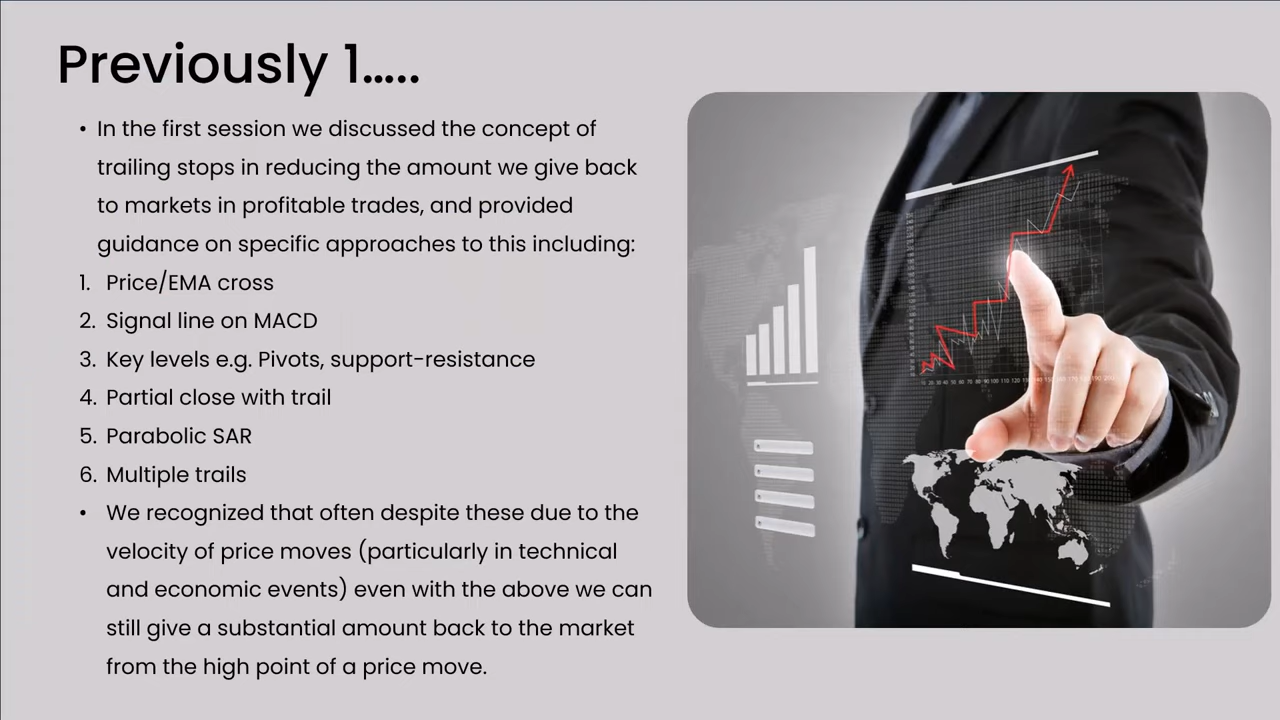 Previously 1.....
• In the first session we discussed the concept of
trailing stops in reducing the amount we give back
to markets in profitable trades, and provided
guidance on specific approaches to this including:
1. Price/EMA cross
2. Signal line on MACD
3. Key levels e.g. Pivots, support-resistance
4. Partial close with trail
5. Parabolic SAR
6. Multiple trails
• We recognized that often despite these due to the
velocity of price moves (particularly in technical
and economic events) even with the above we can
still give a substantial amount back to the market
from the high point of a price move.